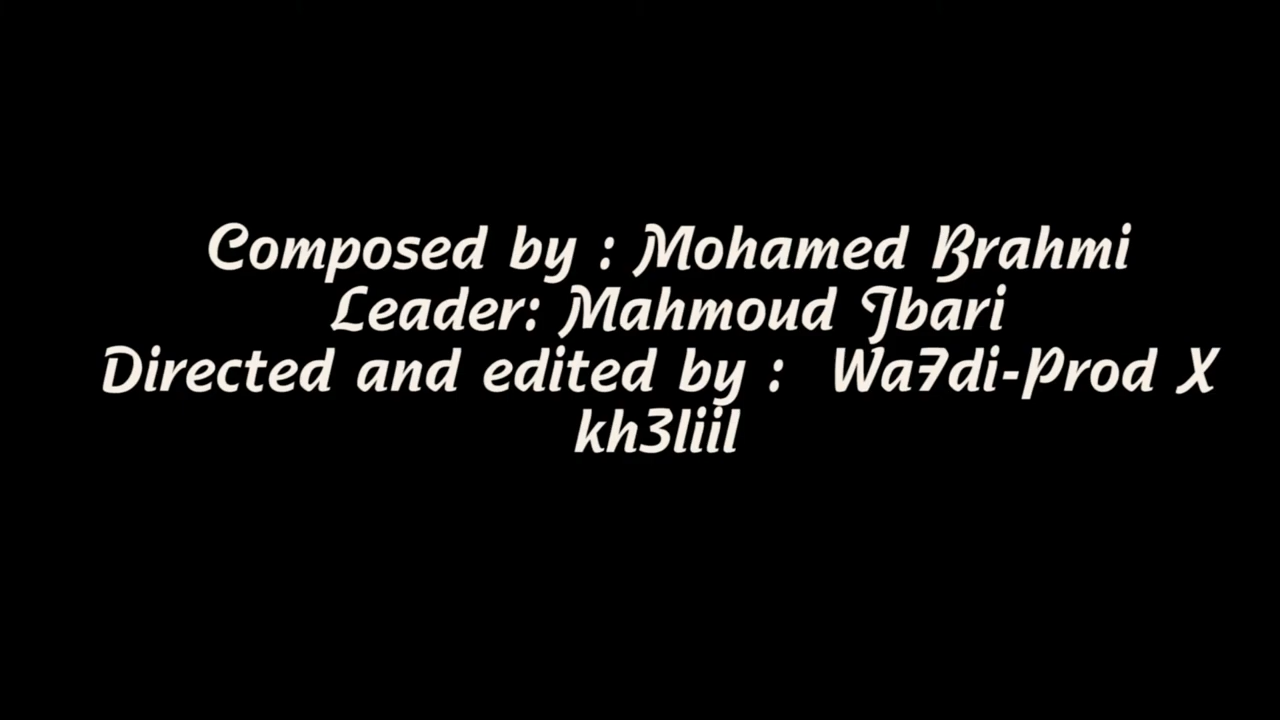 Composed by : Mohamed Brahmi
Leader: Mahmoud Jbari
Directed and edited by :  Wa7di-Prod X
kh3liil